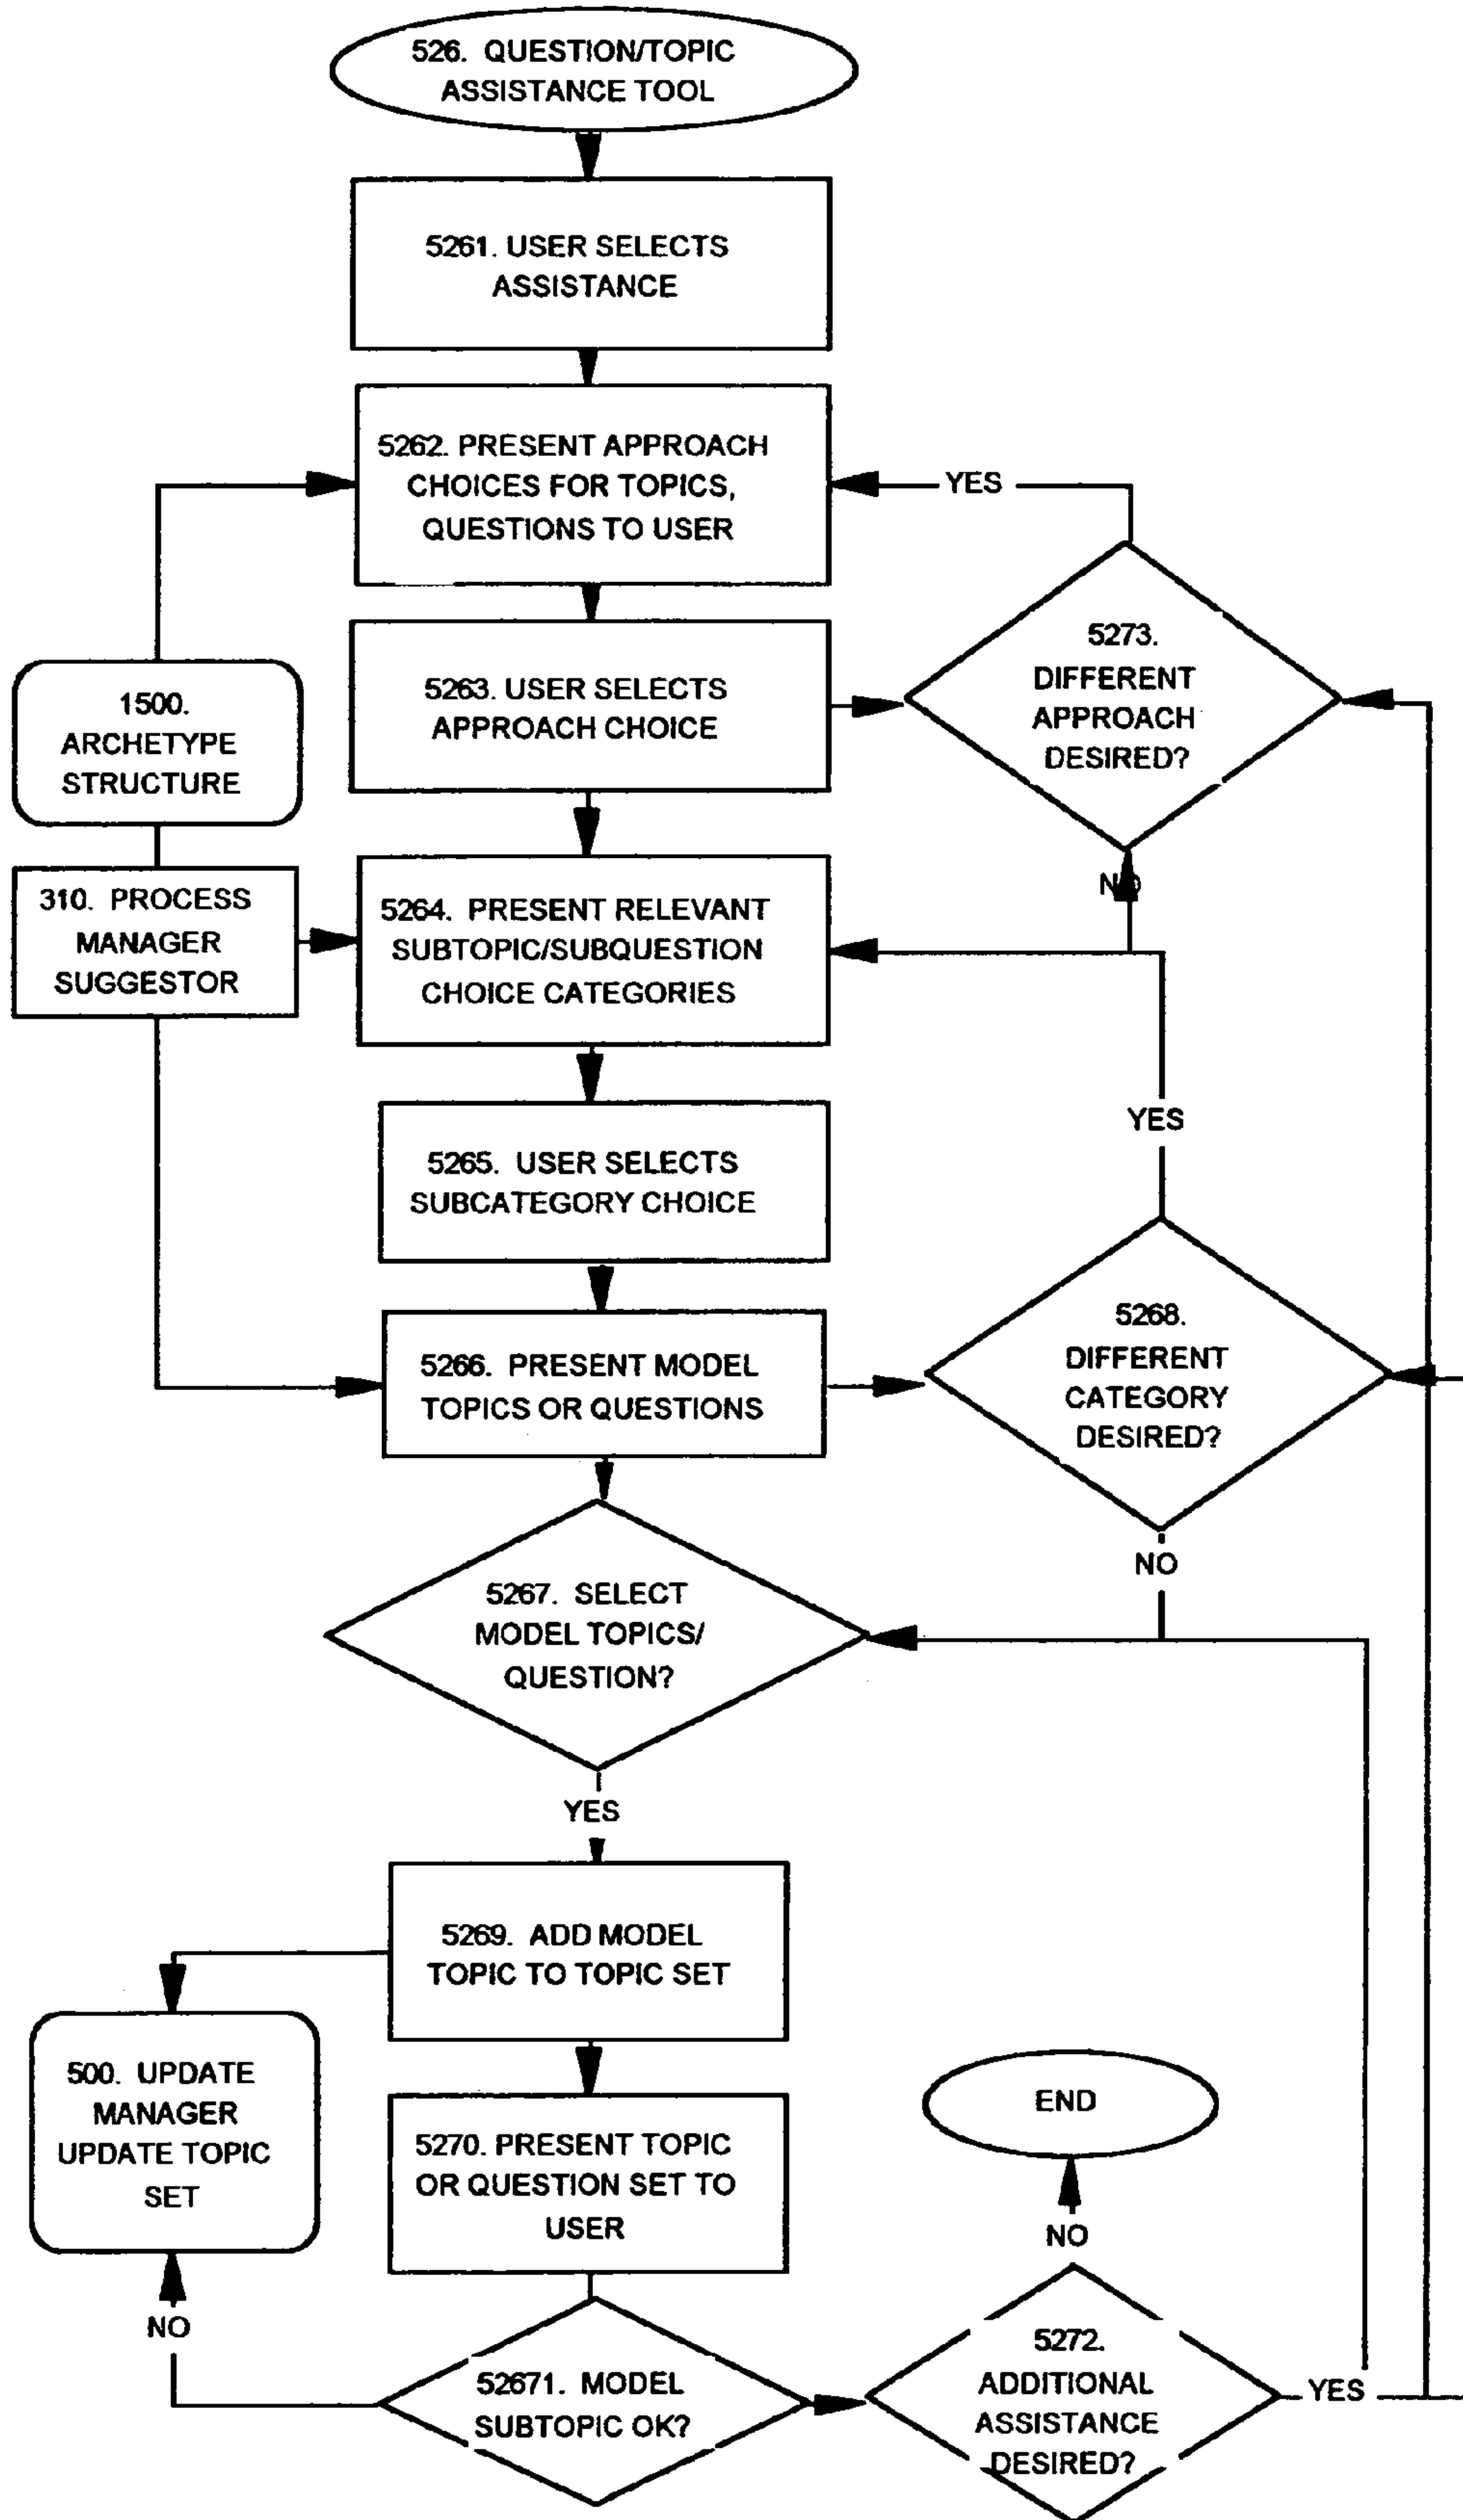 526. QUESTION/TOPIC
ASSISTANCE TOOL
5261. USER SELECTS
ASSISTANCE
5262. PRESENT APPROACH
CHOICES FOR TOPICS,
QUESTIONS TO USER
YES
5273.
DIFFERENT
APPROACH
DESIRED?
5263. USER SELECTS
APPROACH CHOICE
1500.
ARCHETYPE
STRUCTURE
NO
310. PROCESS
MANAGER
SUGGESTOR
5264. PRESENT RELEVANT
SUBTOPIC/SUBQUESTION
CHOICE CATEGORIES
YES
5265. USER SELECTS
SUBCATEGORY CHOICE
5268.
DIFFERENT
CATEGORY
DESIRED?
5266. PRESENT MODEL
TOPICS OR QUESTIONS
NO
5267. SELECT
MODEL TOPICS/
QUESTION?
YES
5269. ADD MODEL
TOPIC TO TOPIC SET
500. UPDATE
MANAGER
UPDATE TOPIC
SET
END
5270. PRESENT TOPIC
OR QUESTION SET TO
USER
NO
NO
52671. MODEL
SUBTOPIC OK?
5272.
ADDITIONAL
ASSISTANCE
DESIRED?
YES